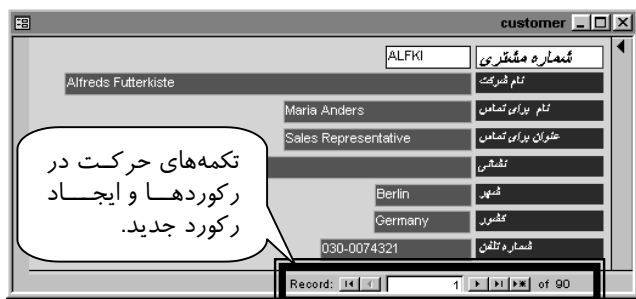 customer
ALFKI شماره مشتری
Alfreds Futterkiste نام شرکت
Maria Anders نام برای تماس
Sales Representative عنوان برای تماس
نشانی
Berlin شهر
Germany کشور
030-0074321 شماره تلفن
تکمه‌های حرکت در
رکوردها و ایجاد
رکورد جدید.
Record: 1 of 90